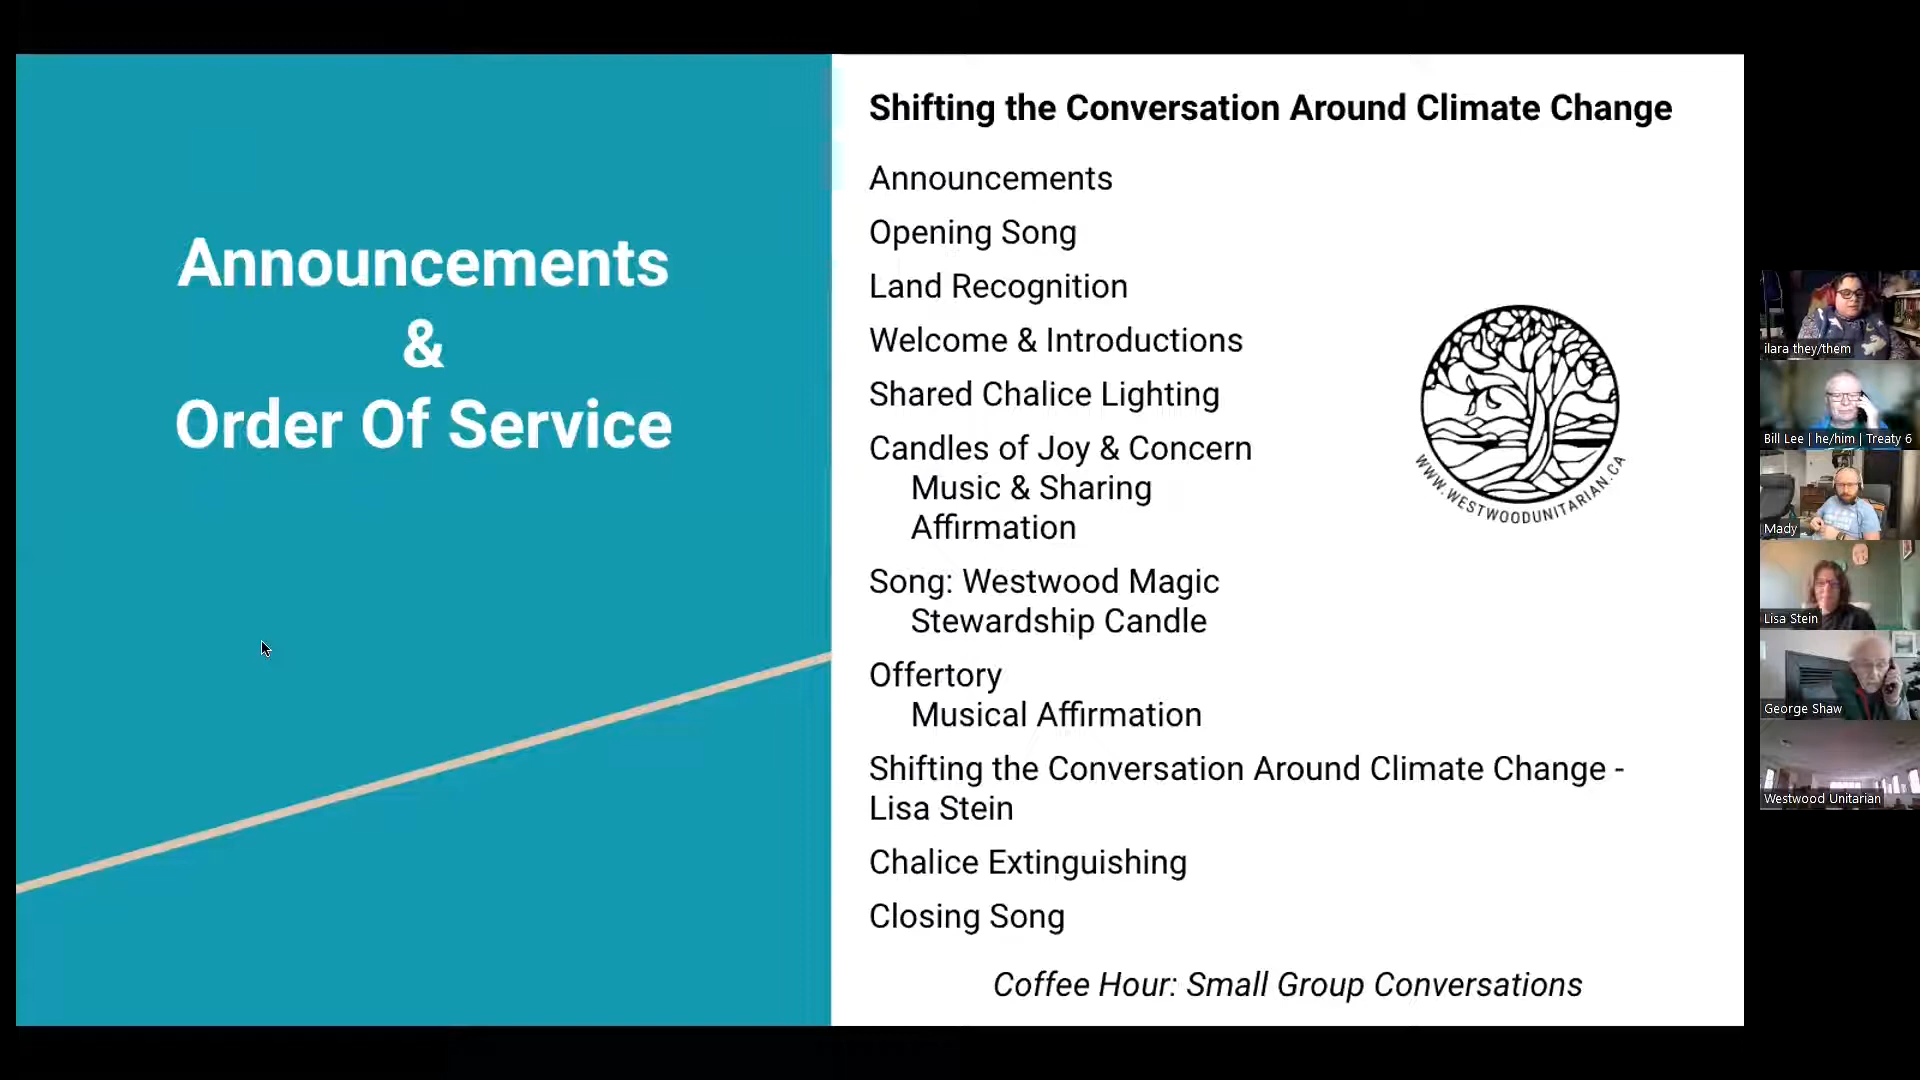 Announcements
&
Order Of Service
Shifting the Conversation Around Climate Change
Announcements
Opening Song
Land Recognition
Welcome & Introductions
Shared Chalice Lighting
Candles of Joy & Concern
Music & Sharing
Affirmation
Song: Westwood Magic
Stewardship Candle
Offertory
Musical Affirmation
Shifting the Conversation Around Climate Change -
Lisa Stein
Chalice Extinguishing
Closing Song
Coffee Hour: Small Group Conversations
WWW.WESTWOODUNITARIAN.CA
ilara they/them
Bill Lee | he/him | Treaty 6
Mady
Lisa Stein
George Shaw
Westwood Unitarian